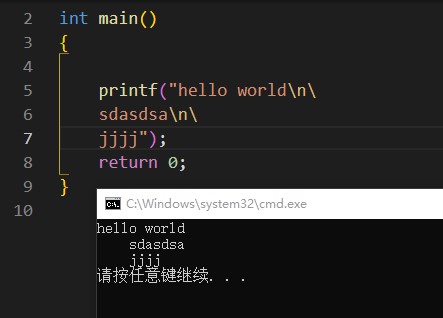 2 int main()
3 {
4
5 printf("hello world\n\
6 sdasdsa\n\
7 jjjj");
8 return 0;
9 }
10
C:\Windows\system32\cmd.exe
hello world
sdasdsa
jjjj
请按任意键继续. . .